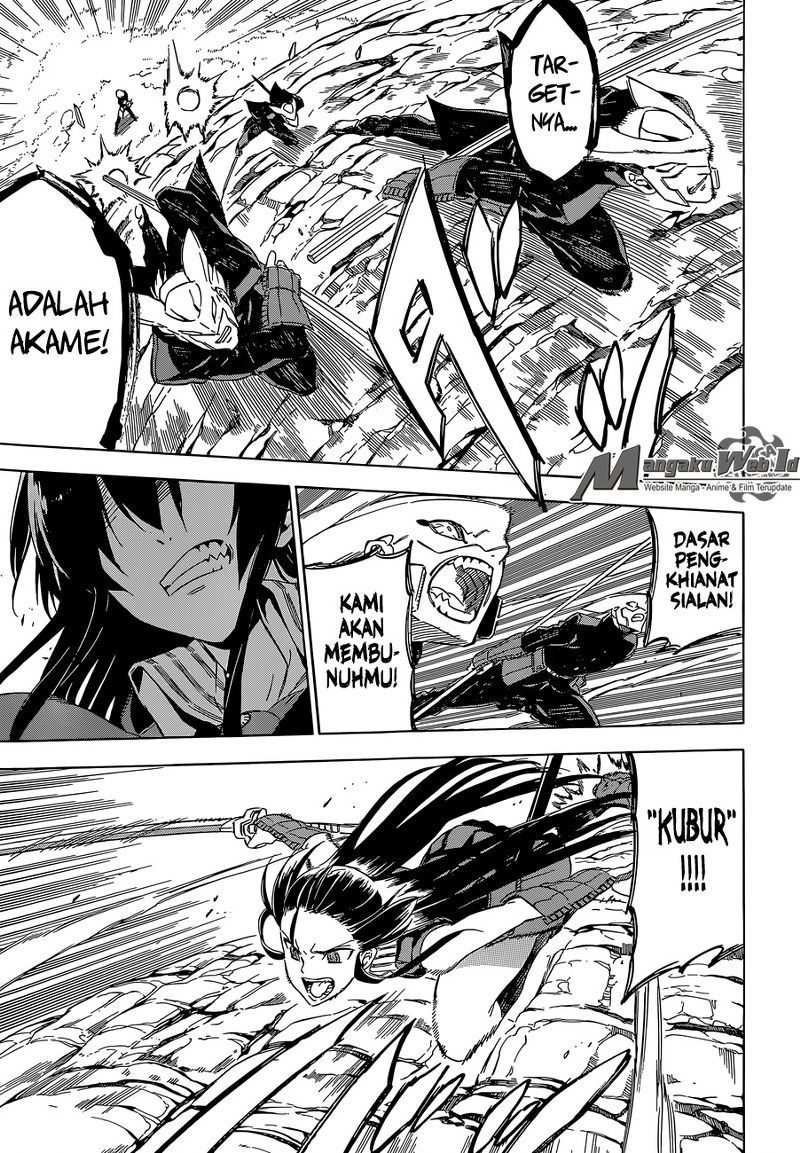 TAR-
GET-
NYA...
ADALAH
AKAME!
Mangaku.Web.Id
Website Manga - Anime & Film Terupdate
DASAR
PENG-
KHIANAT
SIALAN!
KAMI
AKAN
MEMBU-
NUHMU!
"KUBUR"
!!!!